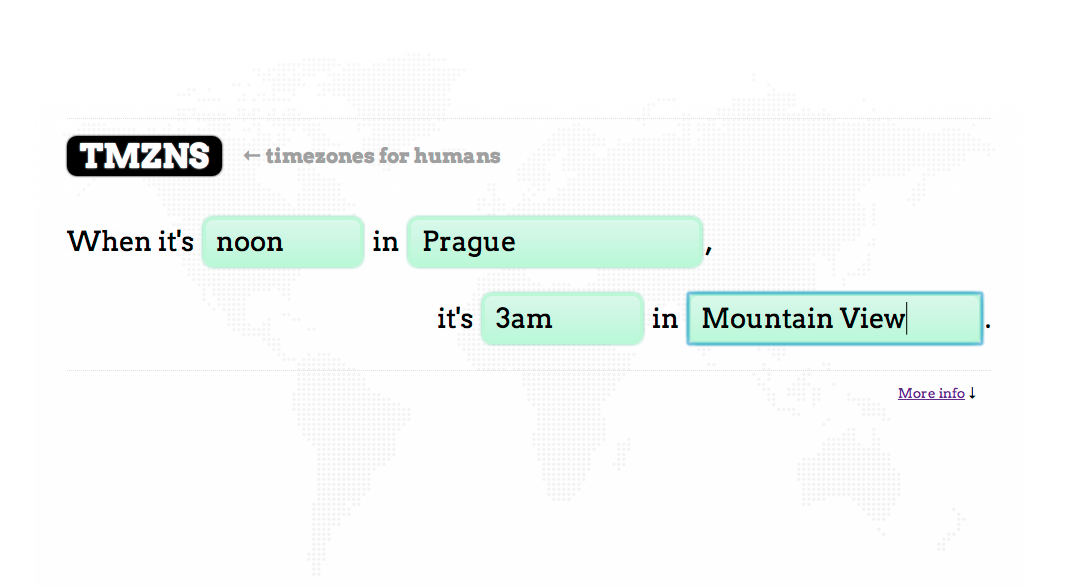 TMZNS ← timezones for humans
When it's noon in Prague,
it's 3am in Mountain View.
More info ↓